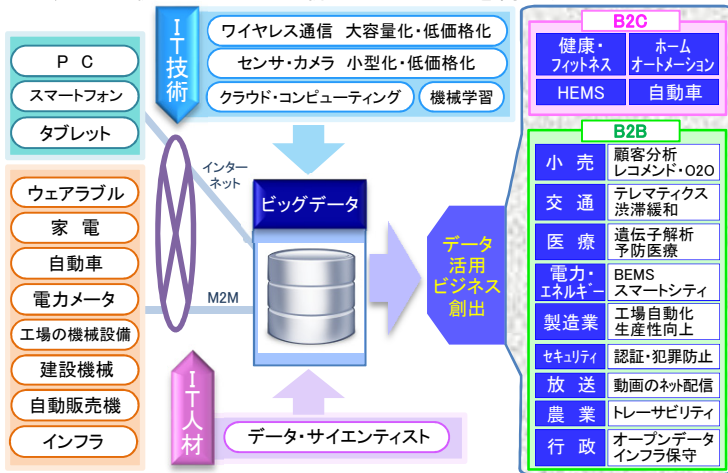 ＰＣ
スマートフォン
タブレット
ウェアラブル
家 電
自動車
電力メータ
工場の機械設備
建設機械
自動販売機
インフラ
IT技術
ワイヤレス通信 大容量化・低価格化
センサ・カメラ 小型化・低価格化
クラウド・コンピューティング
機械学習
インター
ネット
M2M
ビッグデータ
IT人材
データ・サイエンティスト
データ
活用
ビジネス
創出
B2C
健康・
フィットネス
ホーム
オートメーション
HEMS
自動車
B2B
小 売
顧客分析
レコメンド・O2O
交 通
テレマティクス
渋滞緩和
医 療
遺伝子解析
予防医療
電力・
エネルギー
BEMS
スマートシティ
製造業
工場自動化
生産性向上
セキュリティ
認証・犯罪防止
放 送
動画のネット配信
農 業
トレーサビリティ
行 政
オープンデータ
インフラ保守